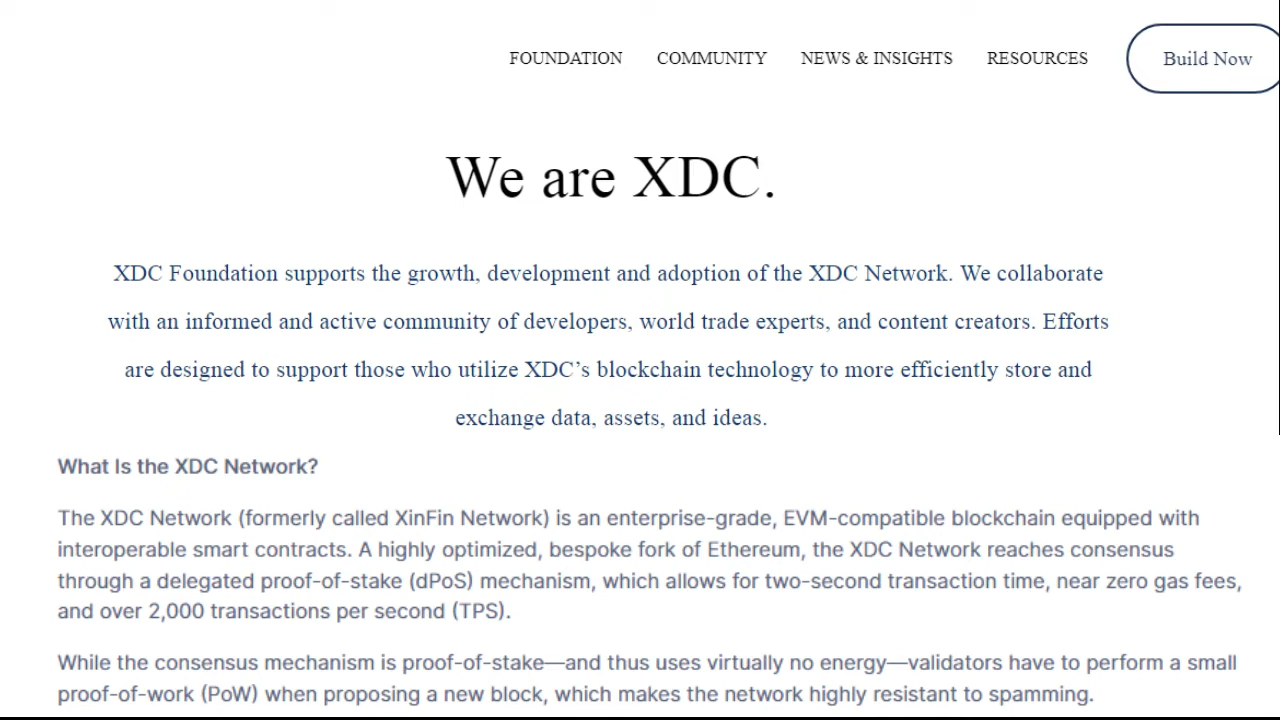 FOUNDATION COMMUNITY NEWS & INSIGHTS RESOURCES Build Now
We are XDC.
XDC Foundation supports the growth, development and adoption of the XDC Network. We collaborate
with an informed and active community of developers, world trade experts, and content creators. Efforts
are designed to support those who utilize XDC’s blockchain technology to more efficiently store and
exchange data, assets, and ideas.
What Is the XDC Network?
The XDC Network (formerly called XinFin Network) is an enterprise-grade, EVM-compatible blockchain equipped with
interoperable smart contracts. A highly optimized, bespoke fork of Ethereum, the XDC Network reaches consensus
through a delegated proof-of-stake (dPoS) mechanism, which allows for two-second transaction time, near zero gas fees,
and over 2,000 transactions per second (TPS).
While the consensus mechanism is proof-of-stake—and thus uses virtually no energy—validators have to perform a small
proof-of-work (PoW) when proposing a new block, which makes the network highly resistant to spamming.